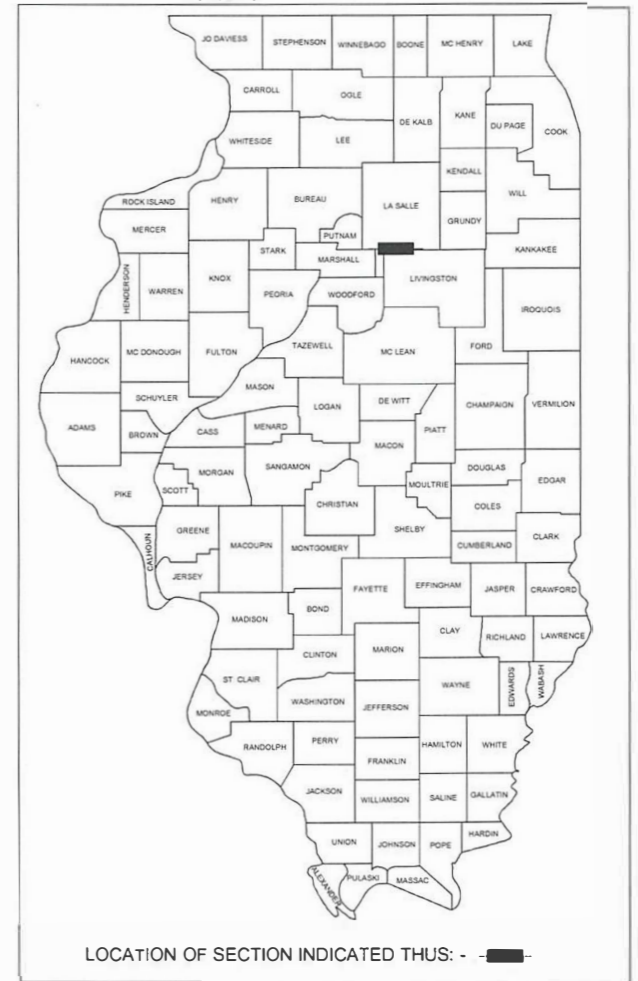 JO DAVIESS STEPHENSON WINNEBAGO BOONE MC HENRY LAKE
CARROLL OGLE
DE KALB KANE DU PAGE COOK
WHITESIDE LEE
KENDALL WILL
ROCK ISLAND HENRY BUREAU LA SALLE
GRUNDY
MERCER PUTNAM
STARK MARSHALL KANKAKEE
HENDERSON WARREN KNOX LIVINGSTON
PEORIA WOODFORD
IROQUOIS
HANCOCK MC DONOUGH FULTON TAZEWELL MC LEAN FORD
MASON
SCHUYLER LOGAN DE WITT CHAMPAIGN VERMILION
ADAMS BROWN CASS MENARD MACON PIATT
DOUGLAS
PIKE SCOTT MORGAN SANGAMON MOULTRIE EDGAR
CHRISTIAN COLES
GREENE MACOUPIN MONTGOMERY SHELBY
CALHOUN CUMBERLAND CLARK
JERSEY
FAYETTE EFFINGHAM JASPER CRAWFORD
MADISON BOND
CLAY RICHLAND LAWRENCE
CLINTON MARION
ST CLAIR WAYNE EDWARDS WABASH
WASHINGTON JEFFERSON
MONROE
RANDOLPH PERRY HAMILTON WHITE
FRANKLIN
JACKSON WILLIAMSON SALINE GALLATIN
UNION JOHNSON POPE HARDIN
ALEXANDER PULASKI MASSAC
LOCATION OF SECTION INDICATED THUS: -